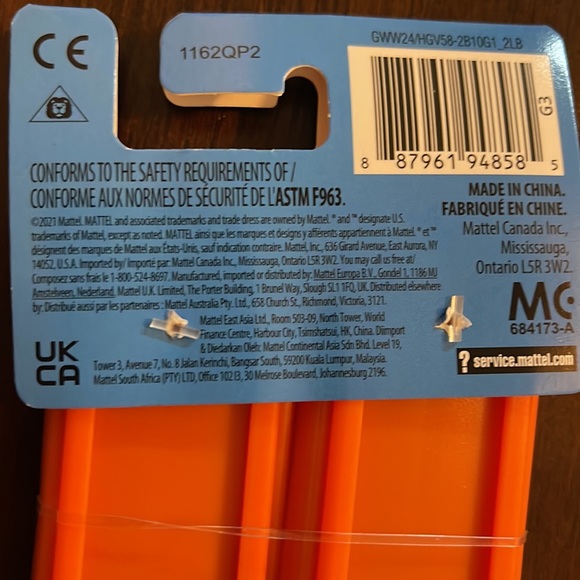 CE
1162QP2
GWW24/HGV58-2B10G1_2LB
8 87961 94858 5
G3
CONFORMS TO THE SAFETY REQUIREMENTS OF /
CONFORME AUX NORMES DE SÉCURITÉ DE L'ASTM F963.
MADE IN CHINA.
FABRIQUÉ EN CHINE.
Mattel Canada Inc.,
Mississauga,
Ontario L5R 3W2.
©2021 Mattel. MATTEL and associated trademarks and trade dress are owned by Mattel. ® and ™ designate U.S.
trademarks of Mattel, except as noted. MATTEL ainsi que les marques et designs y afférents appartiennent à Mattel. ® et ™
désignent des marques de Mattel aux États-Unis, sauf indication contraire. Mattel, Inc., 636 Girard Avenue, East Aurora, NY
14052, U.S.A. Imported by/ Importé par: Mattel Canada Inc., Mississauga, Ontario L5R 3W2. You may call us free at/
Composez sans frais le 1-800-524-8697. Manufactured, imported or distributed by: Mattel Europa B.V., Gondel 1, 1186 MJ
Amstelveen, Nederland. Mattel U.K. Limited, The Porter Building, 1 Brunel Way, Slough SL1 1FQ, UK. Distributed elsewhere
by: Distribué aussi par les partenaires : Mattel Australia Pty. Ltd., 658 Church St., Richmond, Victoria, 3121.
Mattel East Asia Ltd., Room 503-09, North Tower, World
Finance Centre, Harbour City, Tsimshatsui, HK, China. Diimport
& Diedarkan Oleh: Mattel Continental Asia Sdn Bhd. Level 19,
Tower 3, Avenue 7, No. 8 Jalan Kerinchi, Bangsar South, 59200 Kuala Lumpur, Malaysia.
Mattel South Africa (PTY) LTD, Office 102 I3, 30 Melrose Boulevard, Johannesburg 2196.
UK
CA
MC
684173-A
? service.mattel.com